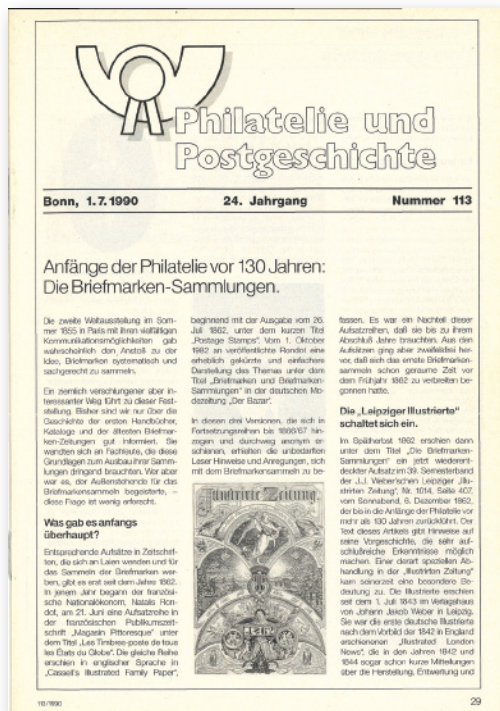 Philatelie und
Postgeschichte
Bonn, 1.7.1990 24. Jahrgang Nummer 113
Anfänge der Philatelie vor 130 Jahren:
Die Briefmarken-Sammlungen.
Die zweite Weltausstellung im Som-
mer 1855 in Paris mit ihren vielfältigen
Kommunikationsmöglichkeiten gab
wahrscheinlich den Anstoß zu der
Idee, Briefmarken systematisch und
sachgerecht zu sammeln.
Ein ziemlich verschlungener aber in-
teressanter Weg führt zu dieser Fest-
stellung. Bisher sind wir nur über die
Geschichte der ersten Handbücher,
Kataloge und der ältesten Briefmar-
ken-Zeitungen gut informiert. Sie
wandten sich an Fachleute, die diese
Grundlagen zum Ausbau ihrer Samm-
lungen dringend brauchten. Wer aber
war es, der Außenstehende für das
Briefmarkensammeln begeisterte, –
diese Frage ist wenig erforscht.
Was gab es anfangs
überhaupt?
Entsprechende Aufsätze in Zeitschrif-
ten, die sich an Laien wenden und für
das Sammeln der Briefmarken wer-
ben, gibt es erst seit dem Jahre 1862.
In jenem Jahr begann der französi-
sche Nationalökonom, Natalis Ron-
dot, am 21. Juni eine Aufsatzreihe in
der französischen Publikumszeit-
schrift „Magasin Pittoresque" unter
dem Titel „Les Timbres-poste de tous
les États du Globe". Die gleiche Reihe
erschien in englischer Sprache in
„Cassell's Illustrated Family Paper",
beginnend mit der Ausgabe vom 26.
Juli 1862, unter dem kurzen Titel
„Postage Stamps". Vom 1. Oktober
1862 an veröffentlichte Rondot eine
erheblich gekürzte und einfachere
Darstellung des Themas unter dem
Titel „Briefmarken und Briefmarken-
Sammlungen" in der deutschen Mo-
dezeitung „Der Bazar".
In diesen drei Versionen, die sich in
Fortsetzungsreihen bis 1866/67 hin-
zogen und durchweg anonym er-
schienen, erhielten die unbedarften
Leser Hinweise und Anregungen, sich
mit dem Briefmarkensammeln zu be-
Illustrirte Zeitung
fassen. Es war ein Nachteil dieser
Aufsatzreihen, daß sie bis zu ihrem
Abschluß Jahre brauchten. Aus den
Aufsätzen ging aber zweifelsfrei her-
vor, daß sich das ernste Briefmarken-
sammeln schon geraume Zeit vor
dem Frühjahr 1862 zu verbreiten be-
gonnen hatte.
Die „Leipziger Illustrierte"
schaltet sich ein.
Im Spätherbst 1862 erschien dann
unter dem Titel „Die Briefmarken-
Sammlungen" ein jetzt wiederent-
deckter Aufsatz im 39. Semesterband
der J.J. Weber'schen Leipziger „Illu-
strirten Zeitung", Nr. 1014, Seite 407,
vom Sonnabend, 6. Dezember 1862,
der bis in die Anfänge der Philatelie vor
mehr als 130 Jahren zurückführt. Der
Text dieses Artikels gibt Hinweise auf
seine Vorgeschichte, die sehr auf-
schlußreiche Erkenntnisse möglich
machen. Einer derart speziellen Ab-
handlung in der „Illustrirten Zeitung"
kam seinerzeit eine besondere Be-
deutung zu. Die Illustrierte erschien
seit dem 1. Juli 1843 im Verlagshaus
von Johann Jakob Weber in Leipzig.
Sie war die erste deutsche Illustrierte
nach dem Vorbild der 1842 in England
erschienenen „Illustrated London
News", die in den Jahren 1842 und
1844 sogar schon kurze Mitteilungen
über die Herstellung, Entwertung und
113/1990 29